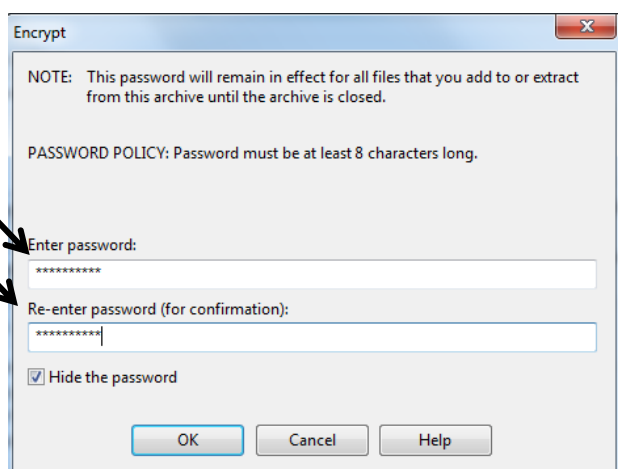 Encrypt
NOTE: This password will remain in effect for all files that you add to or extract
from this archive until the archive is closed.
PASSWORD POLICY: Password must be at least 8 characters long.
Enter password:
**********
Re-enter password (for confirmation):
**********
Hide the password
OK Cancel Help